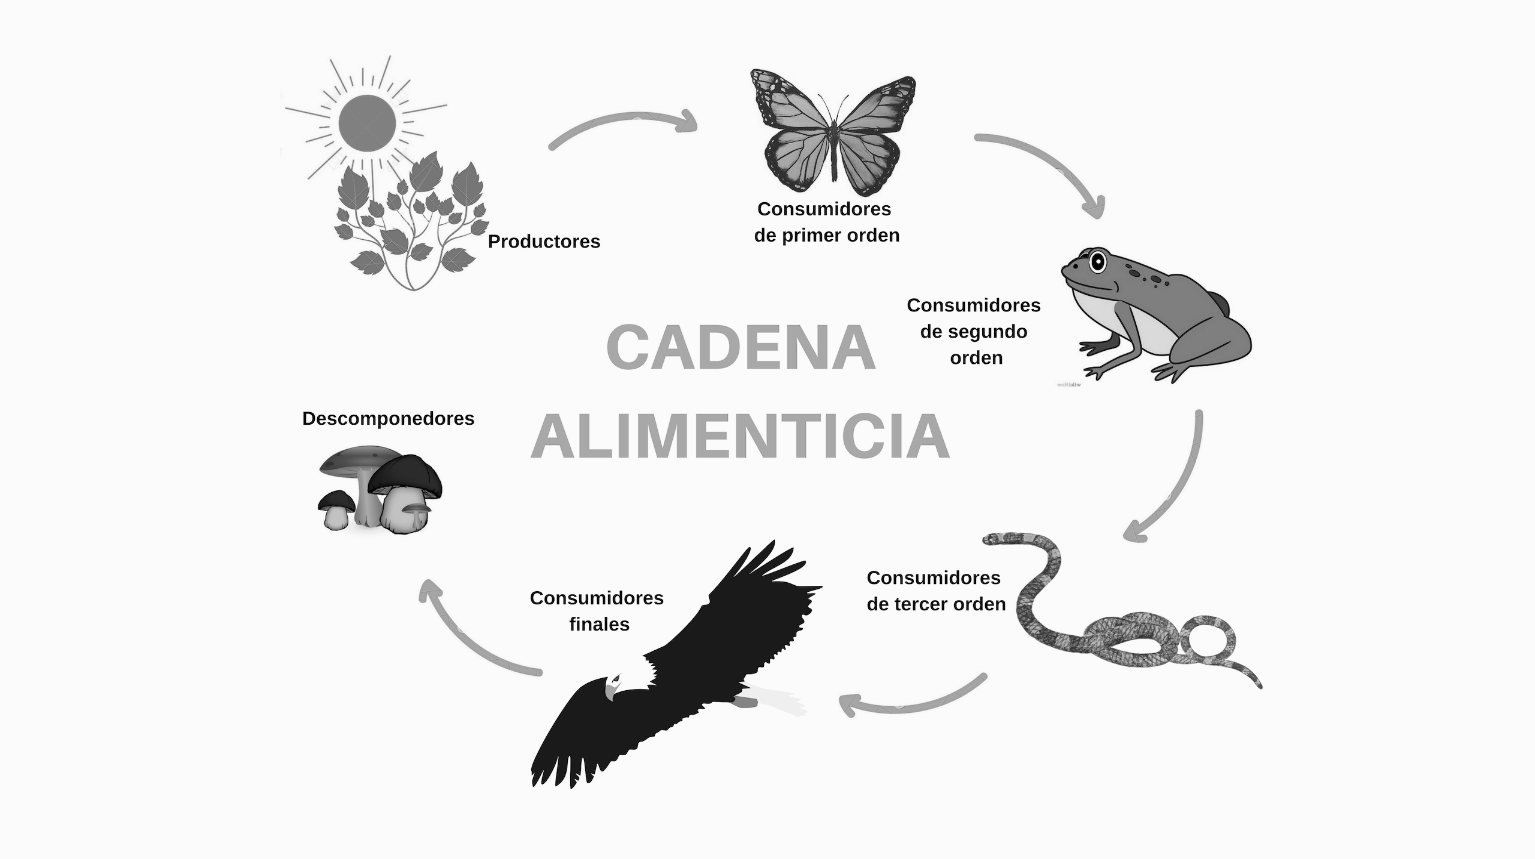 Productores
Consumidores
de primer orden
Consumidores
de segundo
orden
CADENA
ALIMENTICIA
Descomponedores
Consumidores
de tercer orden
Consumidores
finales